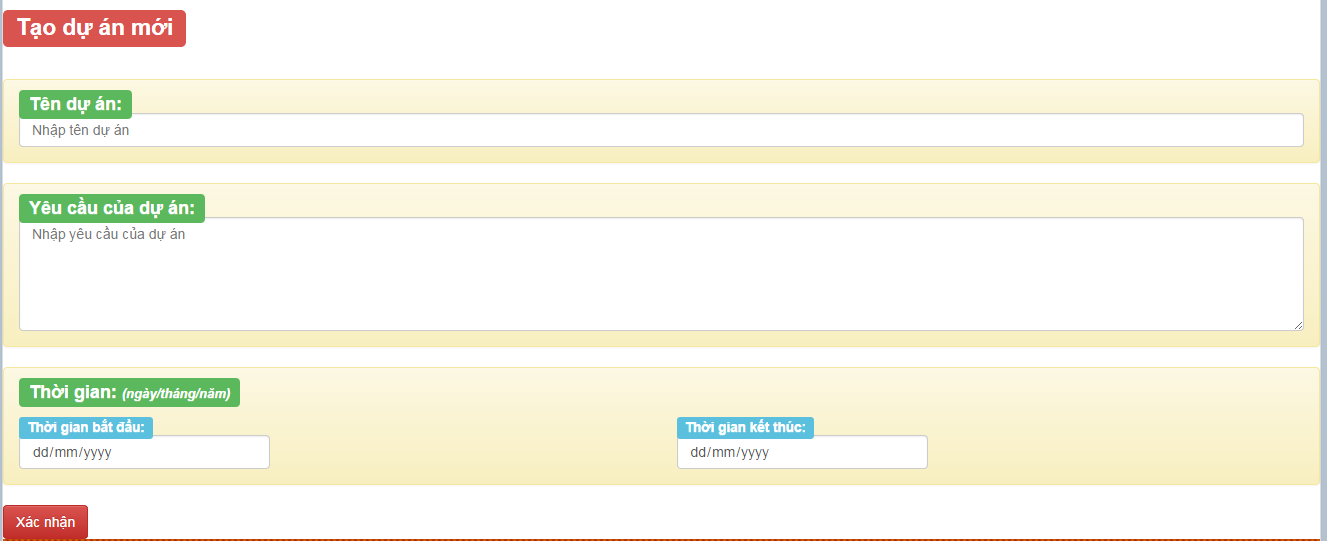 Tạo dự án mới
Tên dự án:
Nhập tên dự án
Yêu cầu của dự án:
Nhập yêu cầu của dự án
Thời gian: (ngày/tháng/năm)
Thời gian bắt đầu: Thời gian kết thúc:
dd/mm/yyyy dd/mm/yyyy
Xác nhận